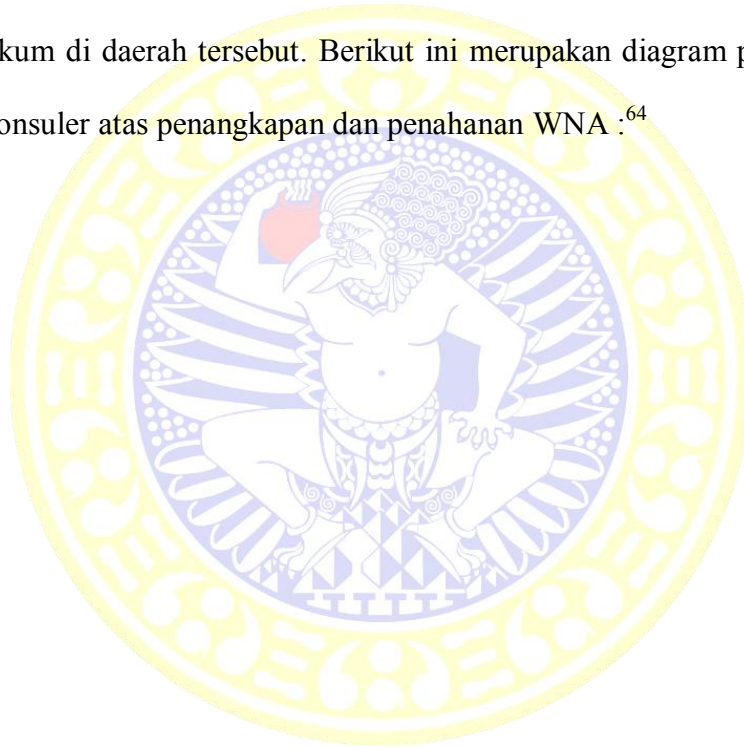 kum di daerah tersebut. Berikut ini merupakan diagram p
onsuler atas penangkapan dan penahanan WNA :64